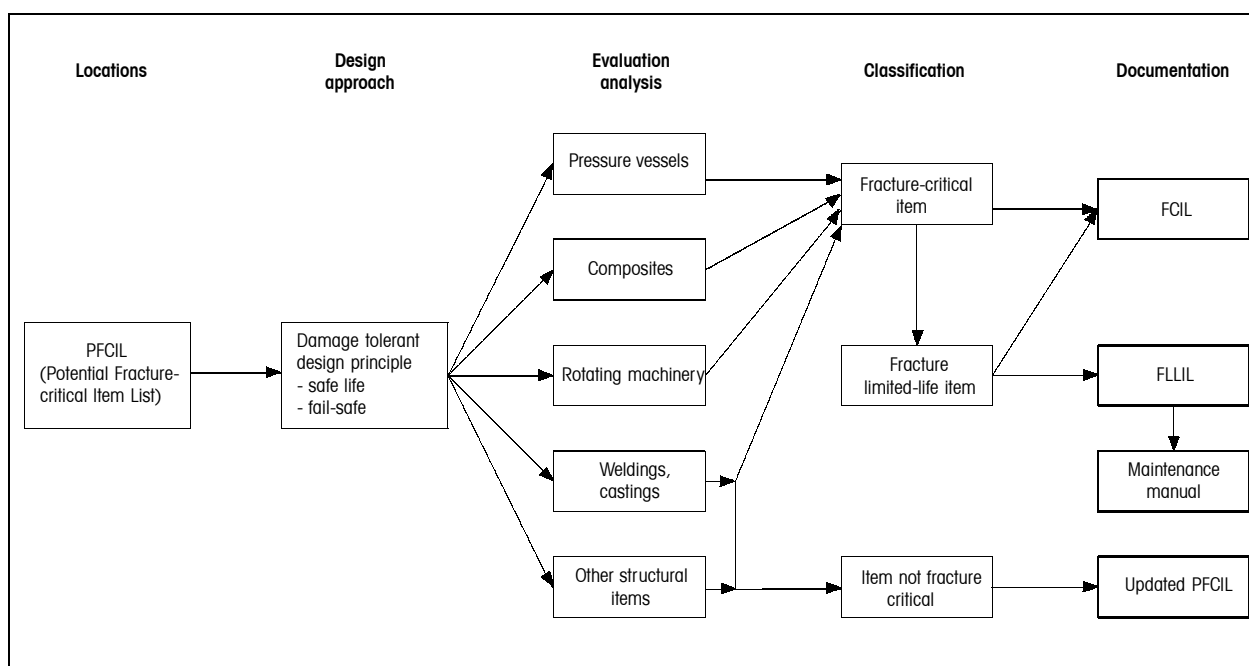 Locations
Design
approach
Evaluation
analysis
Classification
Documentation
PFCIL
(Potential Fracture-
critical Item List)
Damage tolerant
design principle
- safe life
- fail-safe
Pressure vessels
Composites
Rotating machinery
Weldings,
castings
Other structural
items
Fracture-critical
item
Fracture
limited-life item
Item not fracture
critical
FCIL
FLLIL
Maintenance
manual
Updated PFCIL